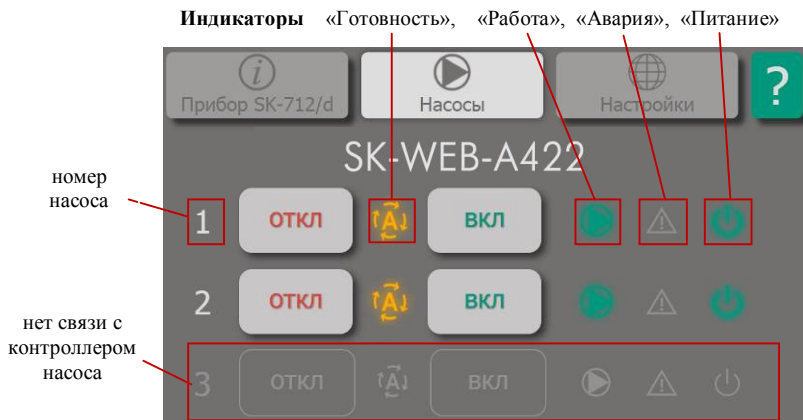 Индикаторы «Готовность», «Работа», «Авария», «Питание»
Прибор SK-712/d Насосы Настройки ?
SK-WEB-A422
номер
насоса
1 ОТКЛ A ВКЛ
2 ОТКЛ A ВКЛ
нет связи с
контроллером
насоса
3 ОТКЛ A ВКЛ